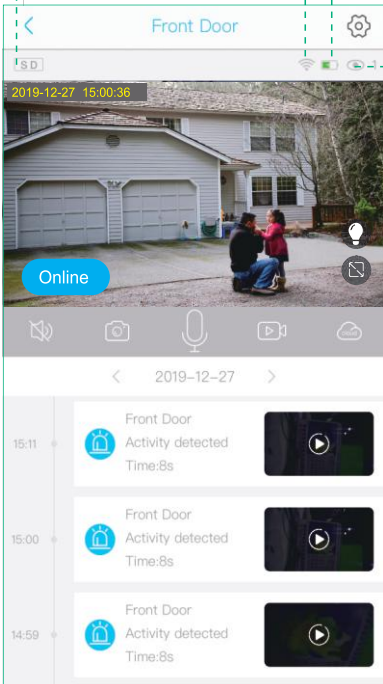 Front Door
SD
1
2019-12-27 15:00:36
Online
2019-12-27
Front Door
15:11
Activity detected
Time:8s
Front Door
15:00
Activity detected
Time:8s
Front Door
14:59
Activity detected
Time:8s